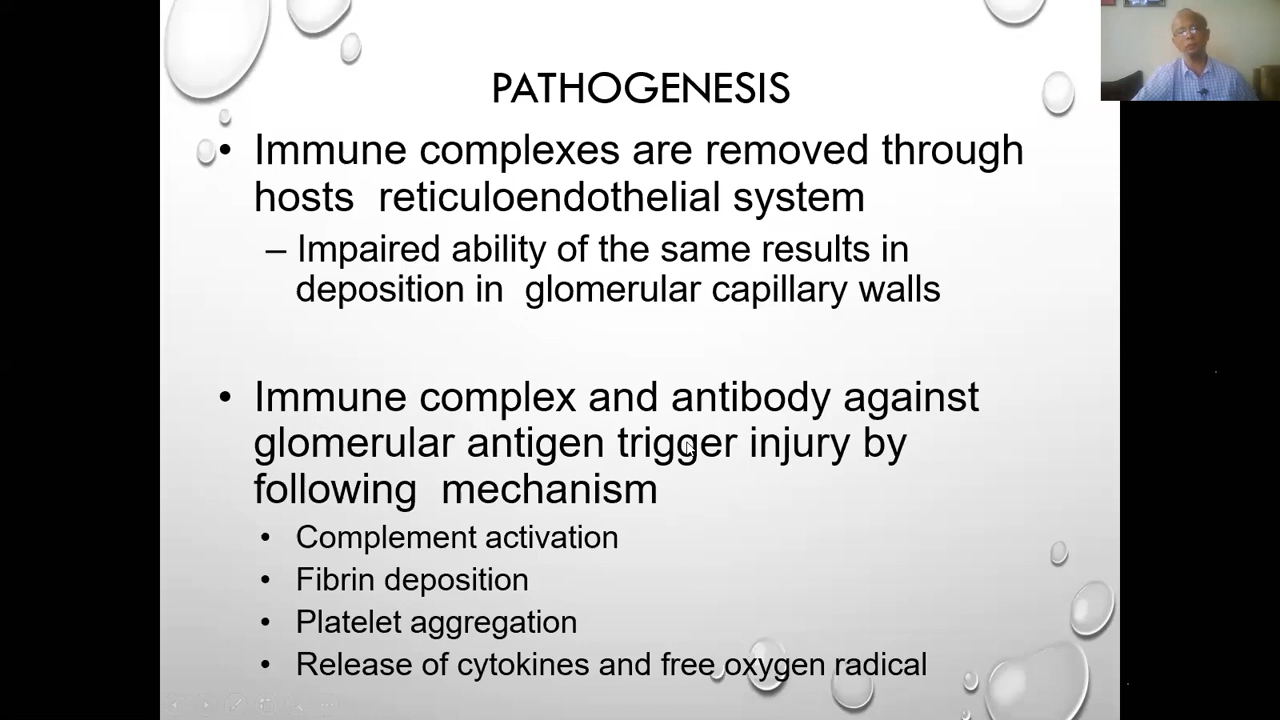 PATHOGENESIS
• Immune complexes are removed through
hosts reticuloendothelial system
– Impaired ability of the same results in
deposition in glomerular capillary walls
• Immune complex and antibody against
glomerular antigen trigger injury by
following mechanism
• Complement activation
• Fibrin deposition
• Platelet aggregation
• Release of cytokines and free oxygen radical